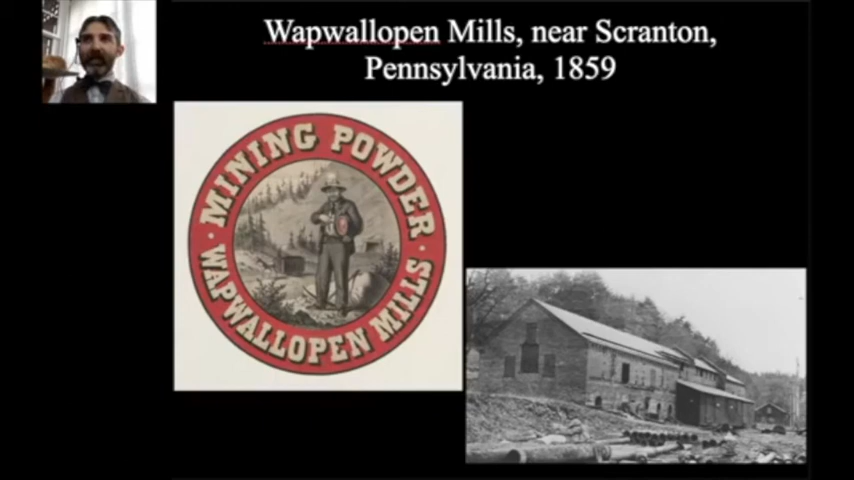 Wapwallopen Mills, near Scranton,
Pennsylvania, 1859
MINING POWDER
WAPWALLOPEN MILLS